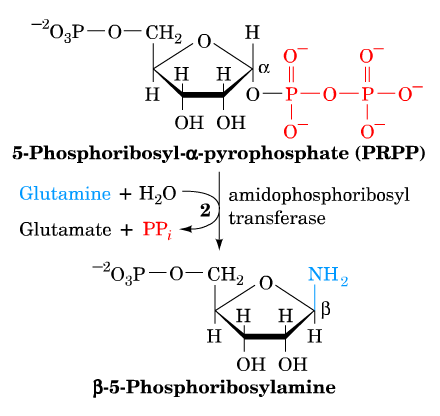 ⁻²O₃P—O—CH₂ O H O⁻ O⁻
H H H α O—P—O—P—O⁻
OH OH O⁻ O⁻
5-Phosphoribosyl-α-pyrophosphate (PRPP)
Glutamine + H₂O amidophosphoribosyl
2 transferase
Glutamate + PPᵢ
⁻²O₃P—O—CH₂ O NH₂
H H β
H H
OH OH
β-5-Phosphoribosylamine